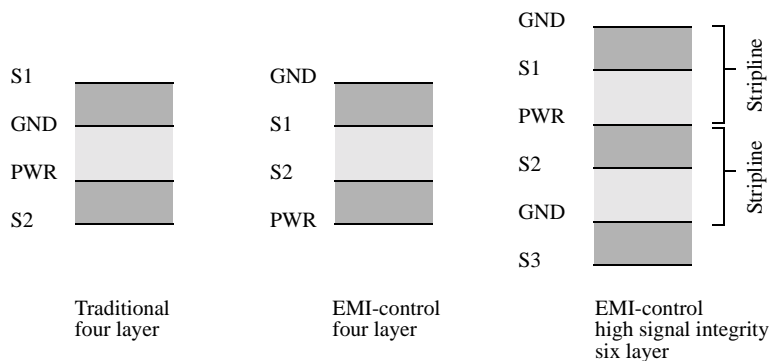 S1
GND
PWR
S2
Traditional
four layer
GND
S1
S2
PWR
EMI-control
four layer
GND
S1
PWR
S2
GND
S3
Stripline
Stripline
EMI-control
high signal integrity
six layer